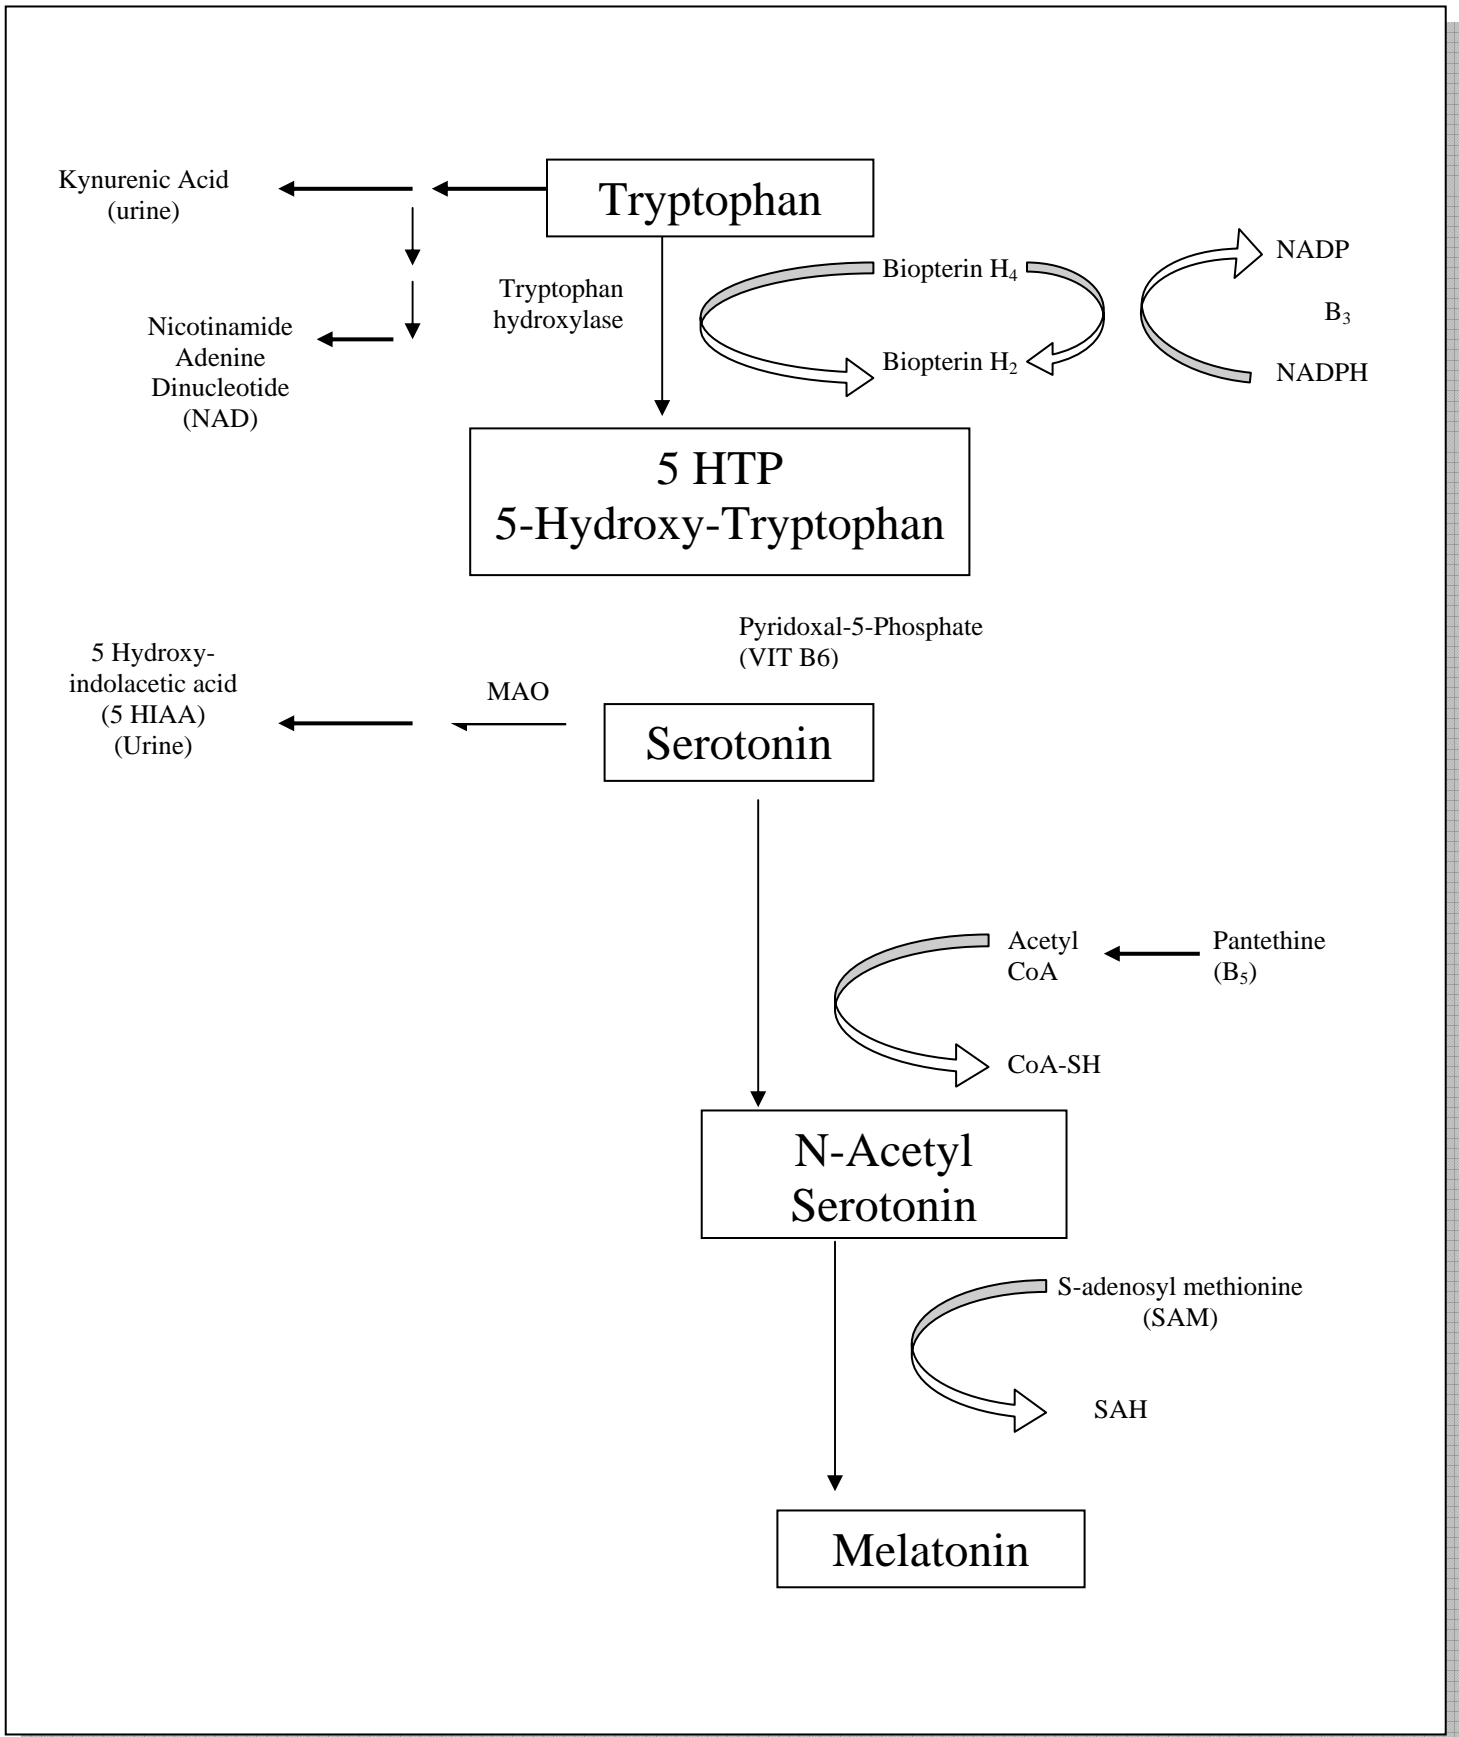 Kynurenic Acid
(urine)
Tryptophan
Tryptophan
hydroxylase
Biopterin H₄
Biopterin H₂
NADP
B₃
NADPH
Nicotinamide
Adenine
Dinucleotide
(NAD)
5 HTP
5-Hydroxy-Tryptophan
Pyridoxal-5-Phosphate
(VIT B6)
5 Hydroxy-
indolacetic acid
(5 HIAA)
(Urine)
MAO
Serotonin
Acetyl
CoA
Pantethine
(B₅)
CoA-SH
N-Acetyl
Serotonin
S-adenosyl methionine
(SAM)
SAH
Melatonin